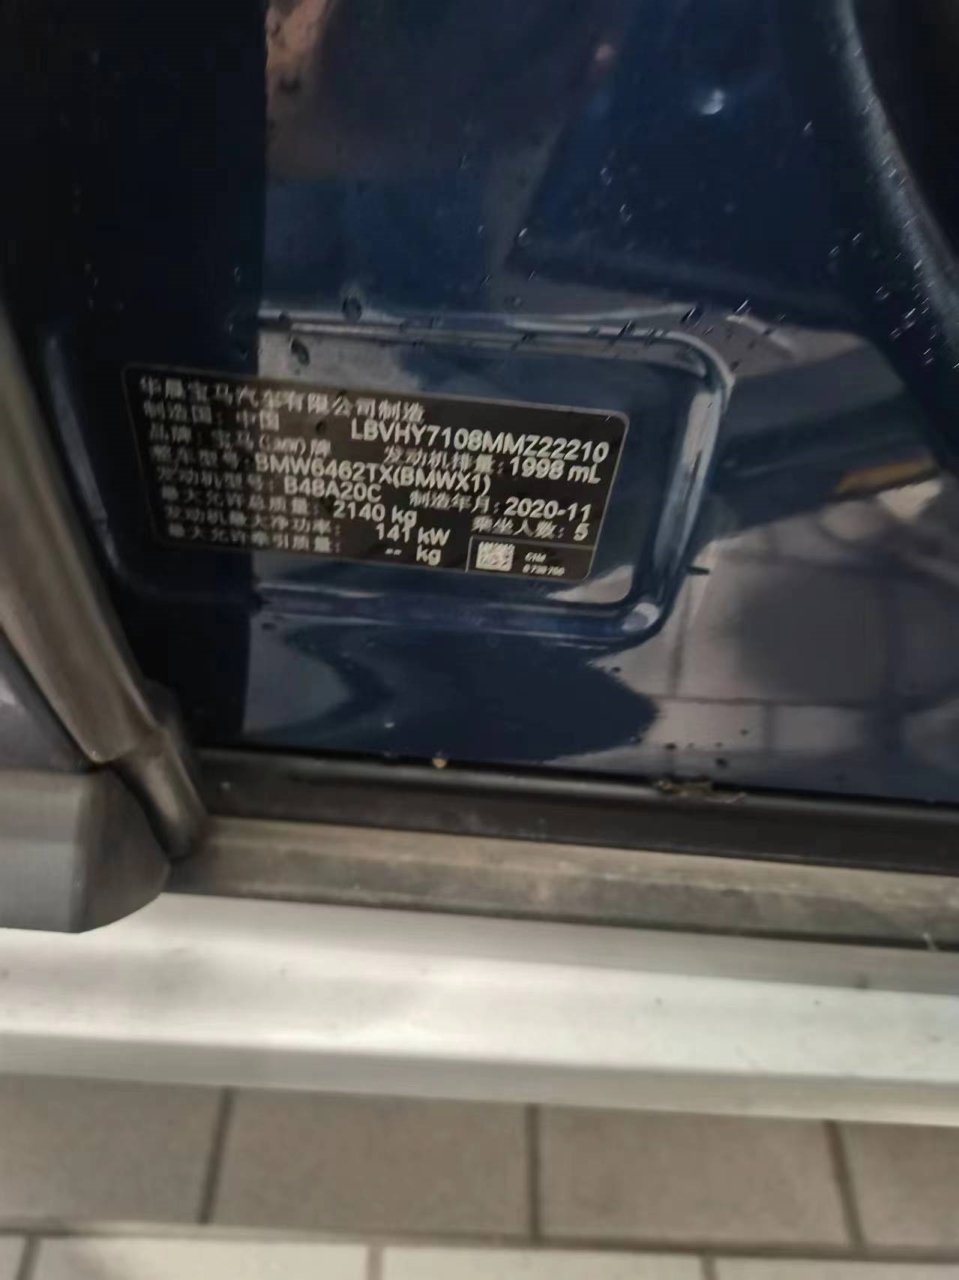 华晨宝马汽车有限公司制造
制造国：中国 LBVHY7108MMZ22210
品牌：宝马(BMW)牌 发动机排量：1998 mL
整车型号：BMW6462TX(BMWX1)
发动机型号：B48A20C 制造年月：2020-11
最大允许总质量：2140 kg 乘坐人数：5
发动机最大净功率：141 kW
最大允许牵引质量：-- kg